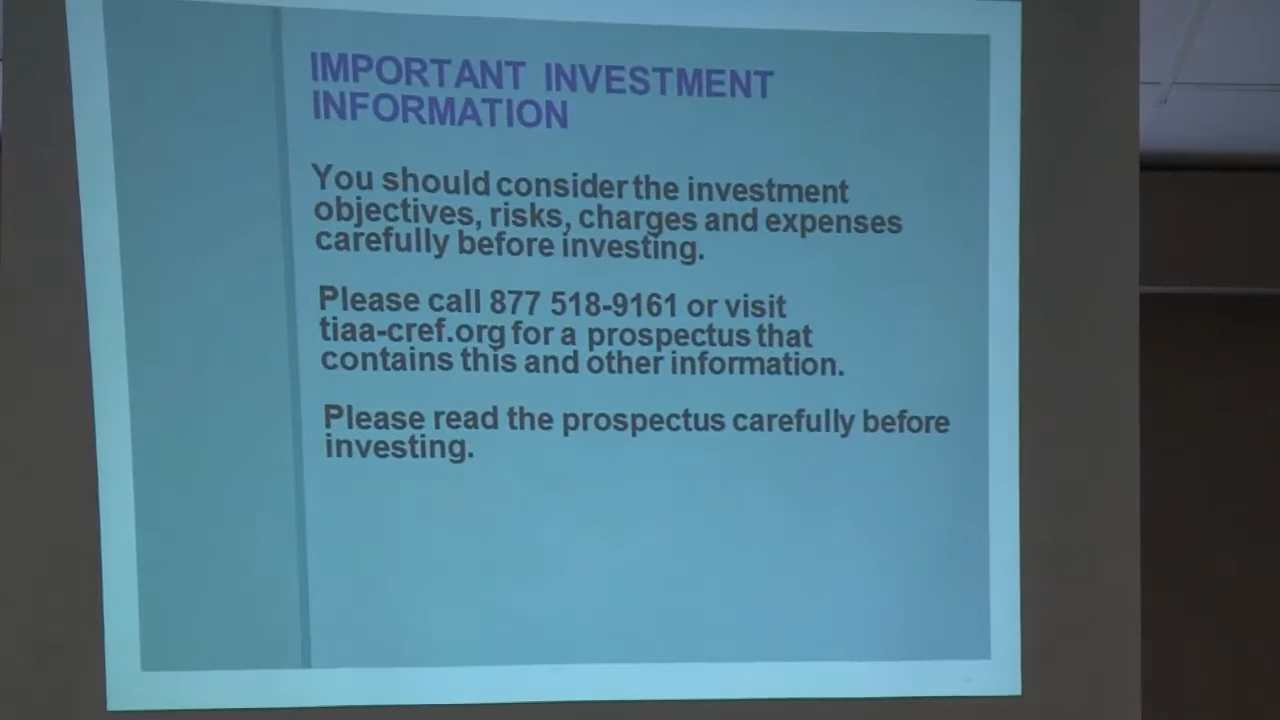 IMPORTANT INVESTMENT
INFORMATION
You should consider the investment
objectives, risks, charges and expenses
carefully before investing.
Please call 877 518-9161 or visit
tiaa-cref.org for a prospectus that
contains this and other information.
Please read the prospectus carefully before
investing.